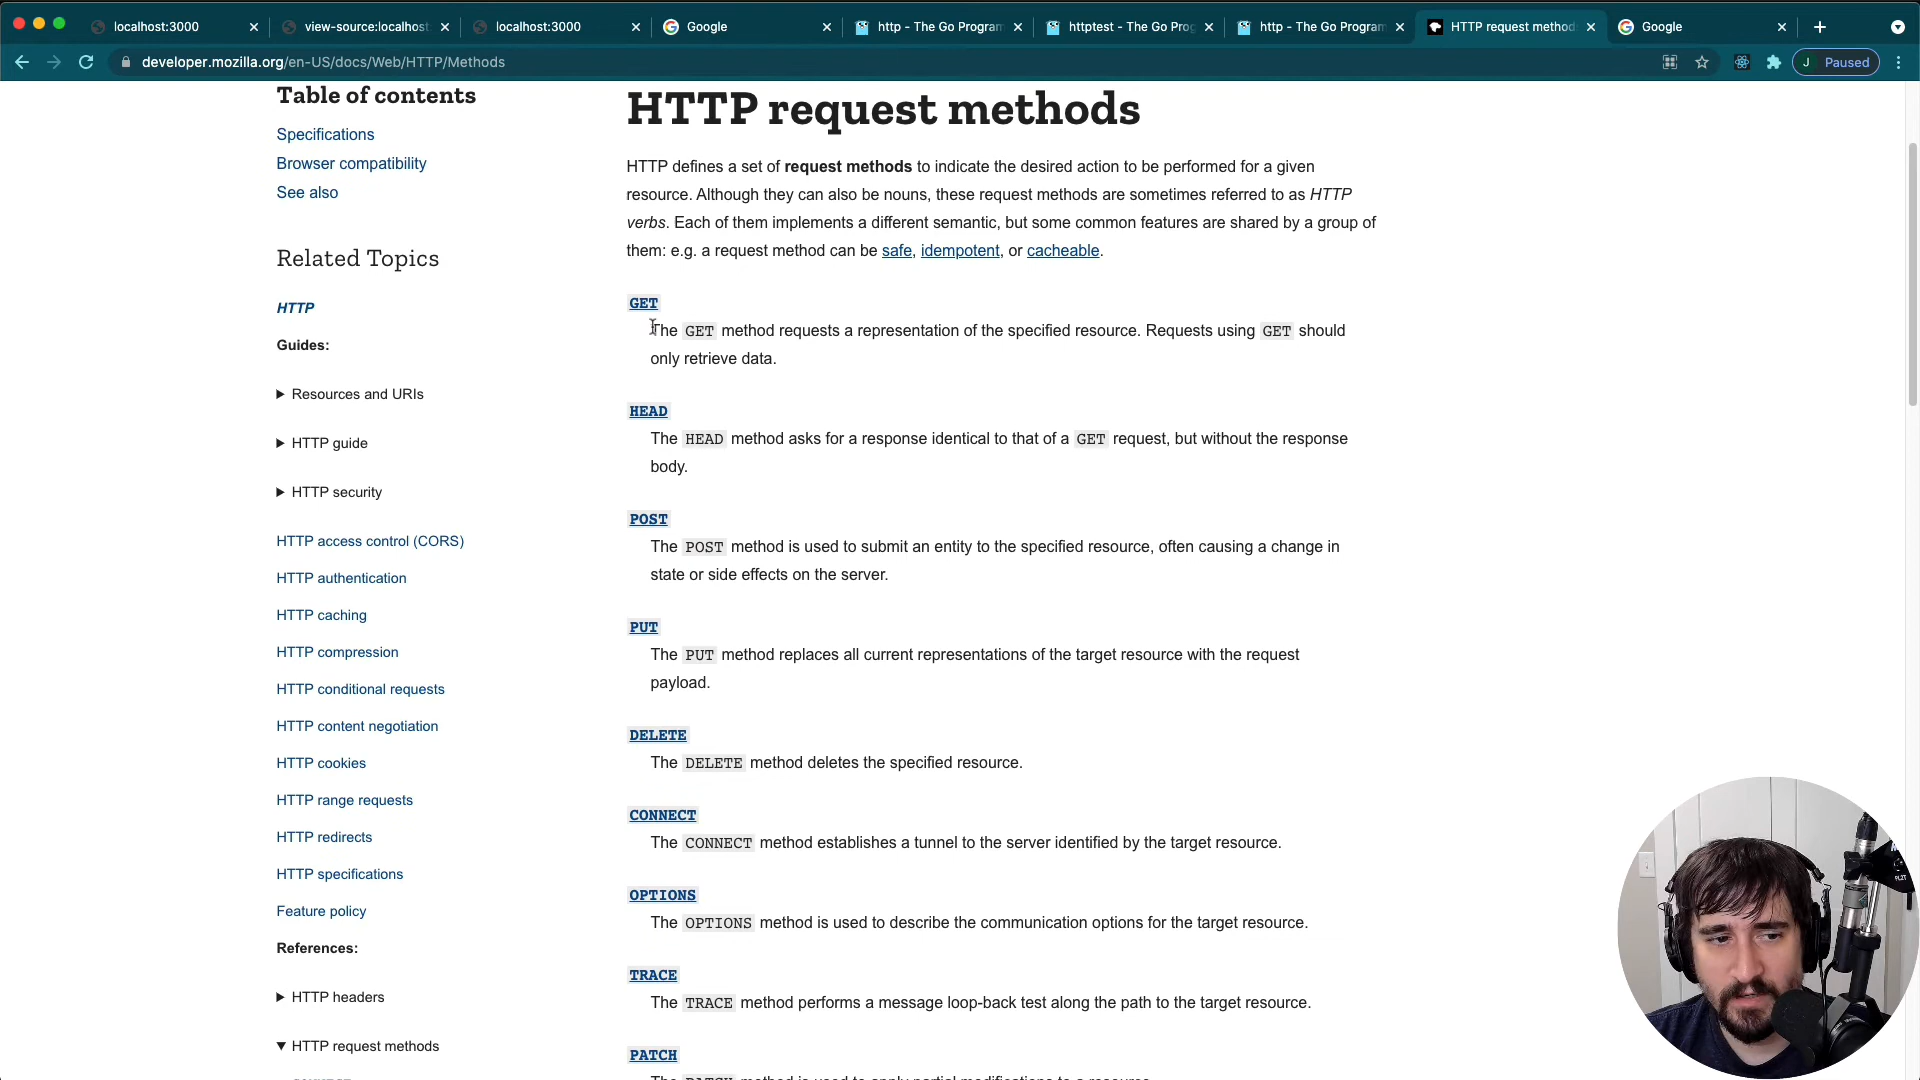 localhost:3000
view-source:localhost:
localhost:3000
Google
http - The Go Program
httptest - The Go Prog
http - The Go Program
HTTP request methods
Google
developer.mozilla.org/en-US/docs/Web/HTTP/Methods
J Paused
Table of contents
Specifications
Browser compatibility
See also
Related Topics
HTTP
Guides:
Resources and URIs
HTTP guide
HTTP security
HTTP access control (CORS)
HTTP authentication
HTTP caching
HTTP compression
HTTP conditional requests
HTTP content negotiation
HTTP cookies
HTTP range requests
HTTP redirects
HTTP specifications
Feature policy
References:
HTTP headers
HTTP request methods
HTTP request methods
HTTP defines a set of request methods to indicate the desired action to be performed for a given
resource. Although they can also be nouns, these request methods are sometimes referred to as HTTP
verbs. Each of them implements a different semantic, but some common features are shared by a group of
them: e.g. a request method can be safe, idempotent, or cacheable.
GET
The GET method requests a representation of the specified resource. Requests using GET should
only retrieve data.
HEAD
The HEAD method asks for a response identical to that of a GET request, but without the response
body.
POST
The POST method is used to submit an entity to the specified resource, often causing a change in
state or side effects on the server.
PUT
The PUT method replaces all current representations of the target resource with the request
payload.
DELETE
The DELETE method deletes the specified resource.
CONNECT
The CONNECT method establishes a tunnel to the server identified by the target resource.
OPTIONS
The OPTIONS method is used to describe the communication options for the target resource.
TRACE
The TRACE method performs a message loop-back test along the path to the target resource.
PATCH
The PATCH method is used to apply partial modifications to a resource.